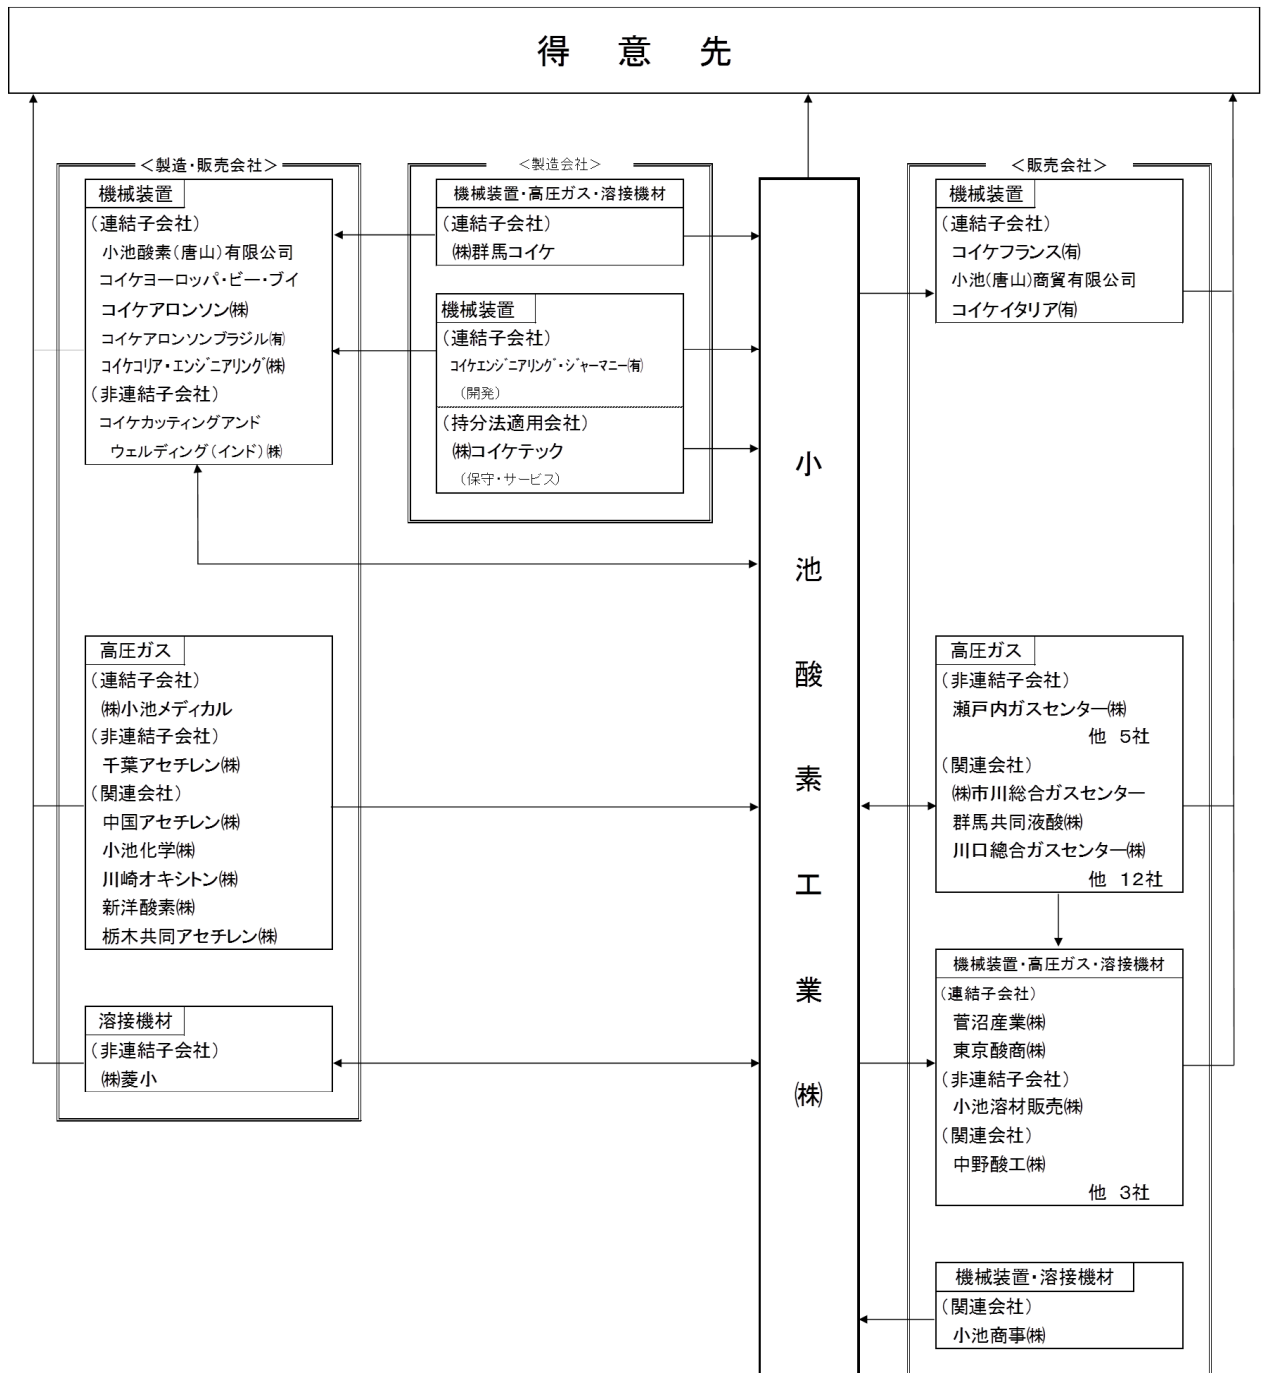 得意先
＜製造・販売会社＞
機械装置
（連結子会社）
小池酸素（唐山）有限公司
コイケヨーロッパ・ビー・ブイ
コイケアロンソン㈱
コイケアロンソンブラジル㈲
コイケコリア・エンジニアリング㈱
（非連結子会社）
コイケカッティングアンド
ウェルディング（インド）㈱
高圧ガス
（連結子会社）
㈱小池メディカル
（非連結子会社）
千葉アセチレン㈱
（関連会社）
中国アセチレン㈱
小池化学㈱
川崎オキシトン㈱
新洋酸素㈱
栃木共同アセチレン㈱
溶接機材
（非連結子会社）
㈱菱小
＜製造会社＞
機械装置・高圧ガス・溶接機材
（連結子会社）
㈱群馬コイケ
機械装置
（連結子会社）
コイケエンジニアリング・ジャーマニー㈲
（開発）
（持分法適用会社）
㈱コイケテック
（保守・サービス）
小池酸素工業㈱
＜販売会社＞
機械装置
（連結子会社）
コイケフランス㈲
小池（唐山）商貿有限公司
コイケイタリア㈲
高圧ガス
（非連結子会社）
瀬戸内ガスセンター㈱
他 5社
（関連会社）
㈱市川総合ガスセンター
群馬共同液酸㈱
川口總合ガスセンター㈱
他 12社
機械装置・高圧ガス・溶接機材
（連結子会社）
菅沼産業㈱
東京酸商㈱
（非連結子会社）
小池溶材販売㈱
（関連会社）
中野酸工㈱
他 3社
機械装置・溶接機材
（関連会社）
小池商事㈱